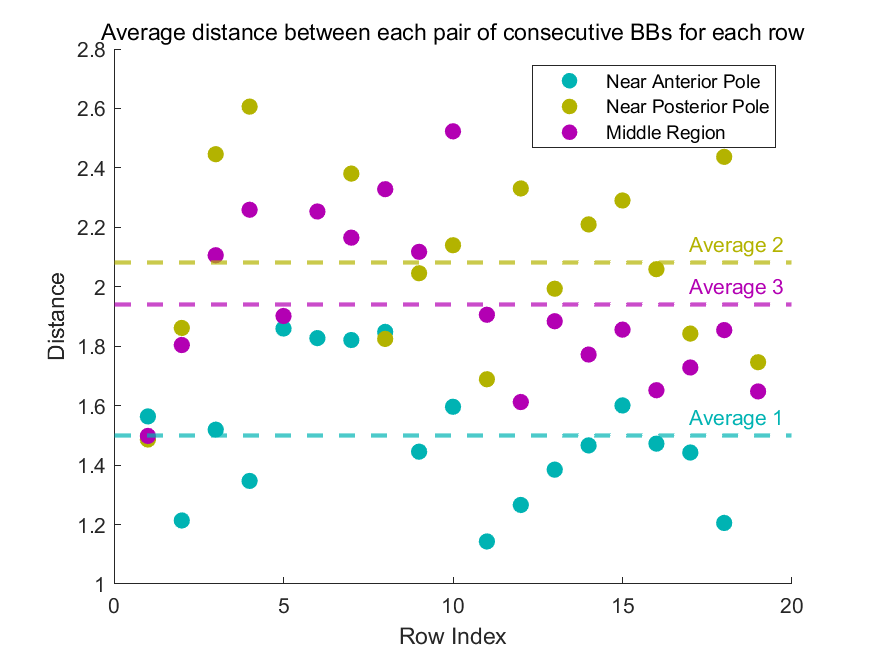 Average distance between each pair of consecutive BBs for each row
2.8
2.6
2.4
2.2
2
1.8
1.6
1.4
1.2
1
Distance
Near Anterior Pole
Near Posterior Pole
Middle Region
Average 2
Average 3
Average 1
0 5 10 15 20
Row Index